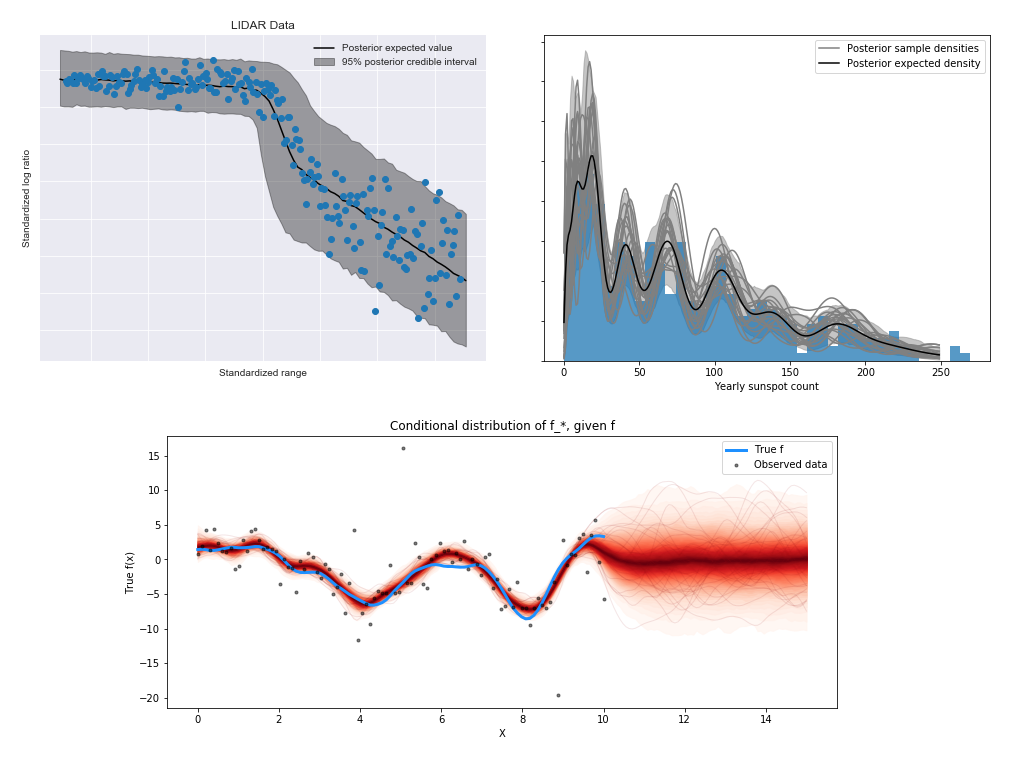 LIDAR Data
Posterior expected value
95% posterior credible interval
Standardized log ratio
Standardized range
Posterior sample densities
Posterior expected density
0 50 100 150 200 250
Yearly sunspot count
Conditional distribution of f_*, given f
True f
Observed data
15
10
5
0
−5
−10
−15
−20
True f(x)
0 2 4 6 8 10 12 14
X